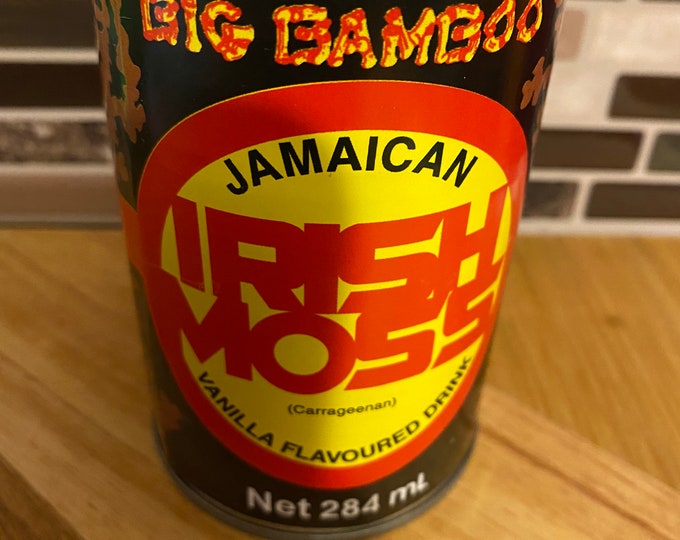 BIG BAMBOO
JAMAICAN
IRISH
MOSS
(Carrageenan)
VANILLA FLAVOURED DRINK
Net 284 mL